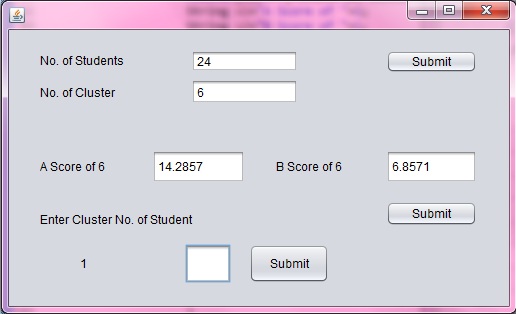 No. of Students 24 Submit
No. of Cluster 6
A Score of 6 14.2857 B Score of 6 6.8571
Submit
Enter Cluster No. of Student
1 Submit